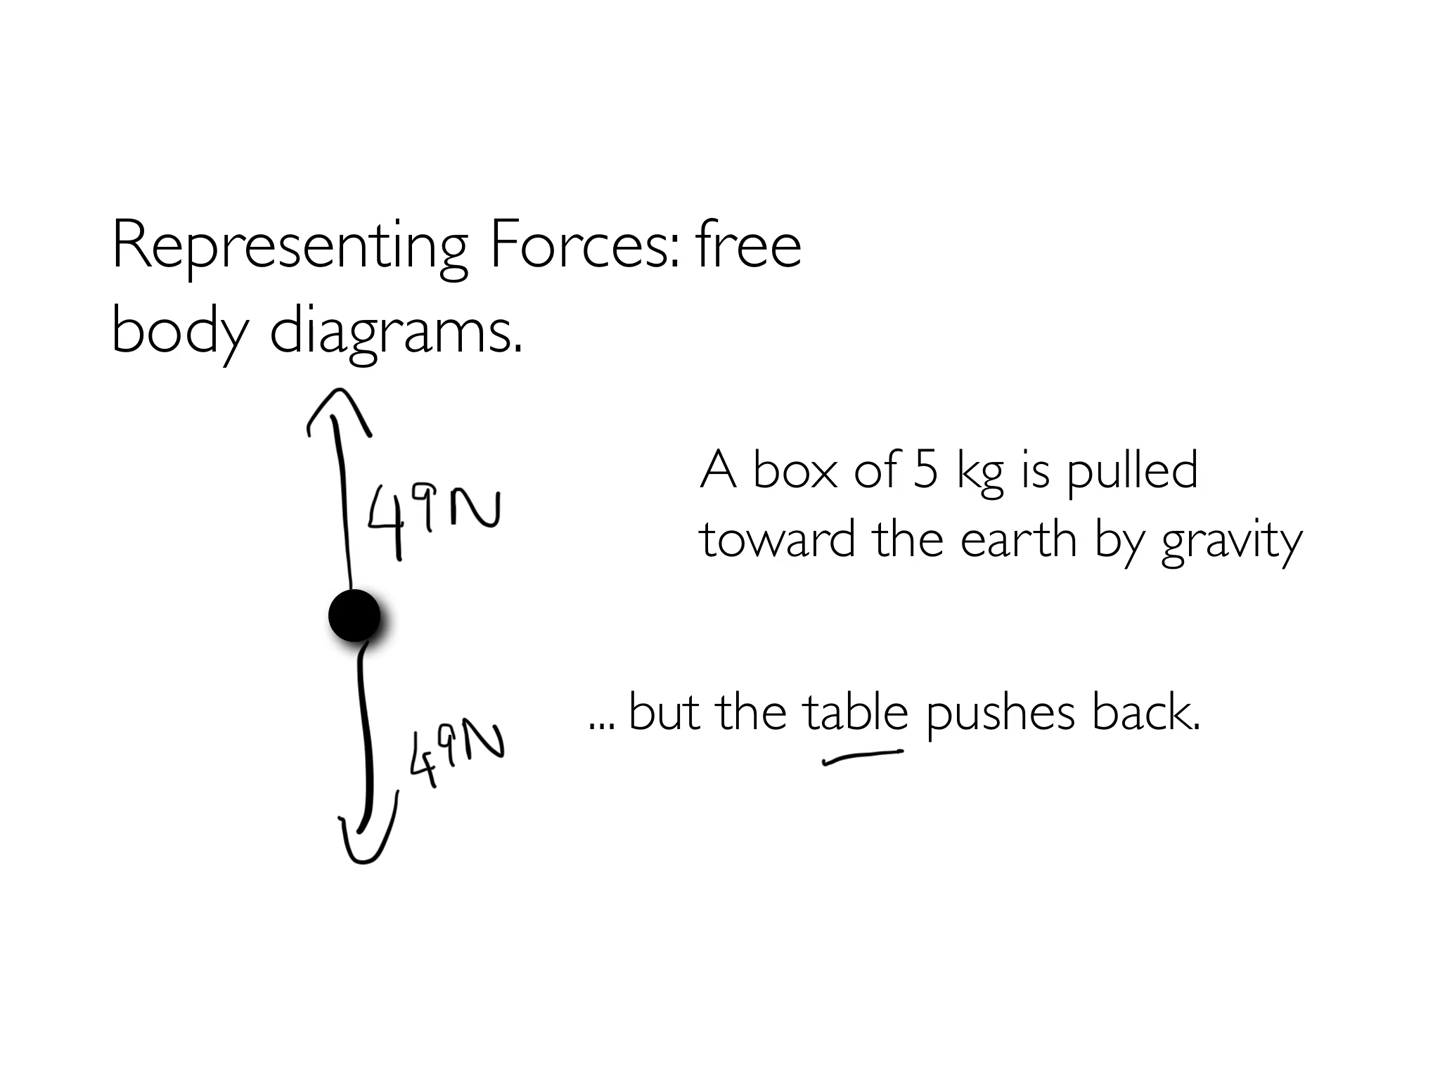 Representing Forces: free
body diagrams.
49N
A box of 5 kg is pulled
toward the earth by gravity
49N
... but the table pushes back.